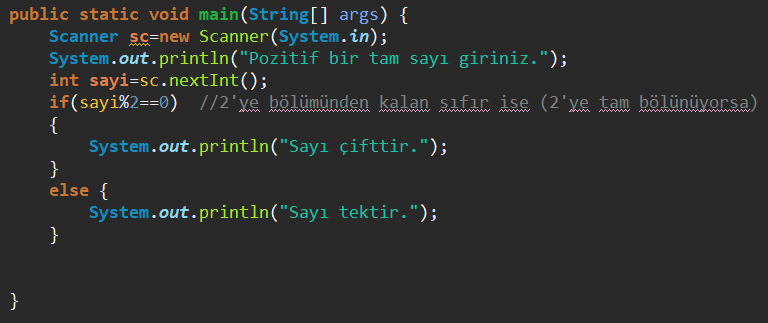 public static void main(String[] args) {
Scanner sc=new Scanner(System.in);
System.out.println("Pozitif bir tam sayı giriniz.");
int sayi=sc.nextInt();
if(sayi%2==0)  //2'ye bölümünden kalan sıfır ise (2'ye tam bölünüyorsa)
{
System.out.println("Sayı çifttir.");
}
else {
System.out.println("Sayı tektir.");
}
}